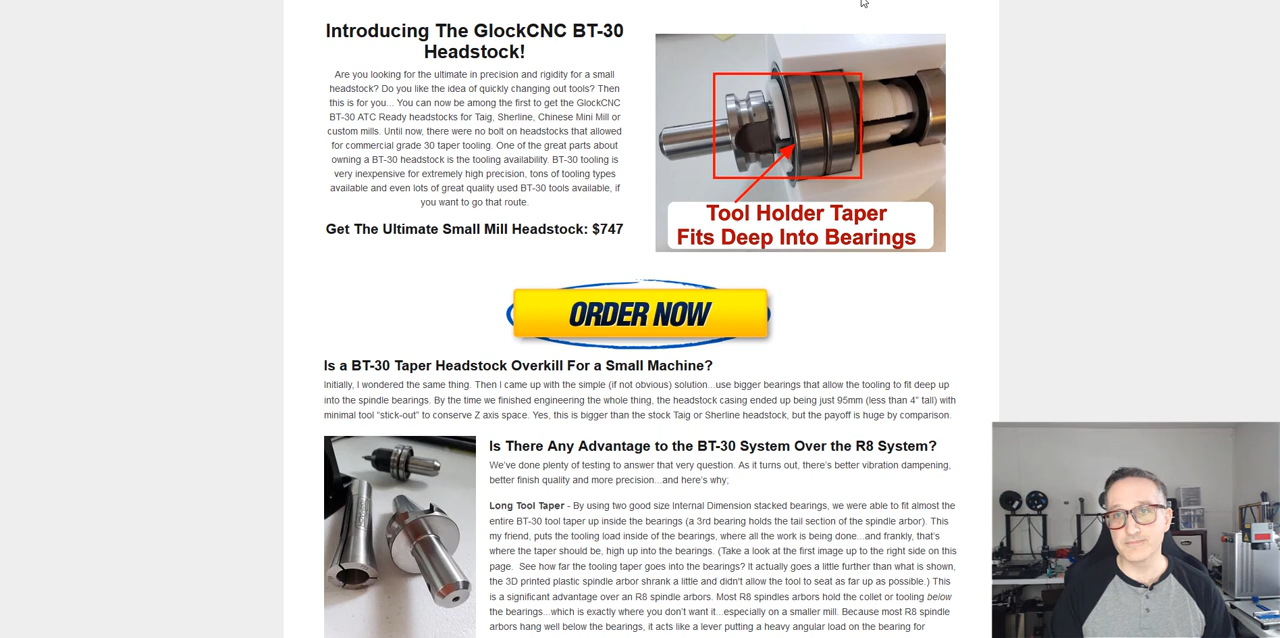 Introducing The GlockCNC BT-30
Headstock!
Are you looking for the ultimate in precision and rigidity for a small
headstock? Do you like the idea of quickly changing out tools? Then
this is for you... You can now be among the first to get the GlockCNC
BT-30 ATC Ready headstocks for Taig, Sherline, Chinese Mini Mill or
custom mills. Until now, there were no bolt on headstocks that allowed
for commercial grade 30 taper tooling. One of the great parts about
owning a BT-30 headstock is the tooling availability. BT-30 tooling is
very inexpensive for extremely high precision, tons of tooling types
available and even lots of great quality used BT-30 tools available, if
you want to go that route.
Get The Ultimate Small Mill Headstock: $747
Tool Holder Taper
Fits Deep Into Bearings
ORDER NOW
Is a BT-30 Taper Headstock Overkill For a Small Machine?
Initially, I wondered the same thing. Then I came up with the simple (if not obvious) solution...use bigger bearings that allow the tooling to fit deep up
into the spindle bearings. By the time we finished engineering the whole thing, the headstock casing ended up being just 95mm (less than 4" tall) with
minimal tool "stick-out" to conserve Z axis space. Yes, this is bigger than the stock Taig or Sherline headstock, but the payoff is huge by comparison.
Is There Any Advantage to the BT-30 System Over the R8 System?
We've done plenty of testing to answer that very question. As it turns out, there's better vibration dampening,
better finish quality and more precision...and here's why;
Long Tool Taper - By using two good size Internal Dimension stacked bearings, we were able to fit almost the
entire BT-30 tool taper up inside the bearings (a 3rd bearing holds the tail section of the spindle arbor). This
my friend, puts the tooling load inside of the bearings, where all the work is being done...and frankly, that's
where the taper should be, high up into the bearings. (Take a look at the first image up to the right side on this
page. See how far the tooling taper goes into the bearings? It actually goes a little further than what is shown,
the 3D printed plastic spindle arbor shrank a little and didn't allow the tool to seat as far up as possible.) This
is a significant advantage over an R8 spindle arbors. Most R8 spindles arbors hold the collet or tooling below
the bearings...which is exactly where you don't want it...especially on a smaller mill. Because most R8 spindle
arbors hang well below the bearings, it acts like a lever putting a heavy angular load on the bearing for